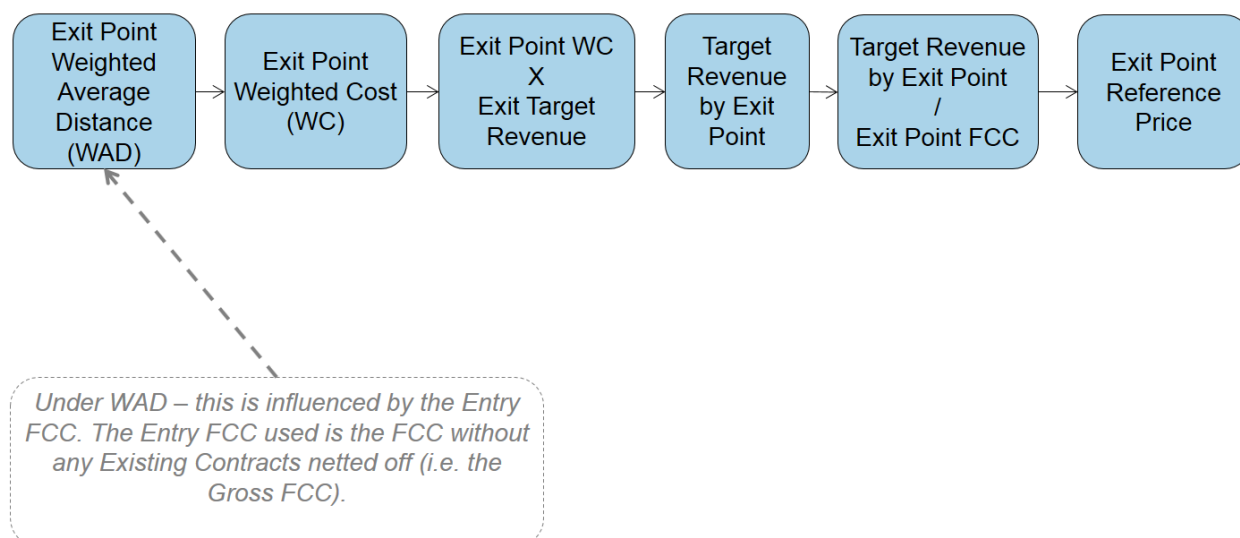 Exit Point
Weighted
Average
Distance
(WAD)
Exit Point
Weighted Cost
(WC)
Exit Point WC
X
Exit Target
Revenue
Target
Revenue
by Exit
Point
Target Revenue
by Exit Point
/
Exit Point FCC
Exit Point
Reference
Price
Under WAD – this is influenced by the Entry
FCC. The Entry FCC used is the FCC without
any Existing Contracts netted off (i.e. the
Gross FCC).